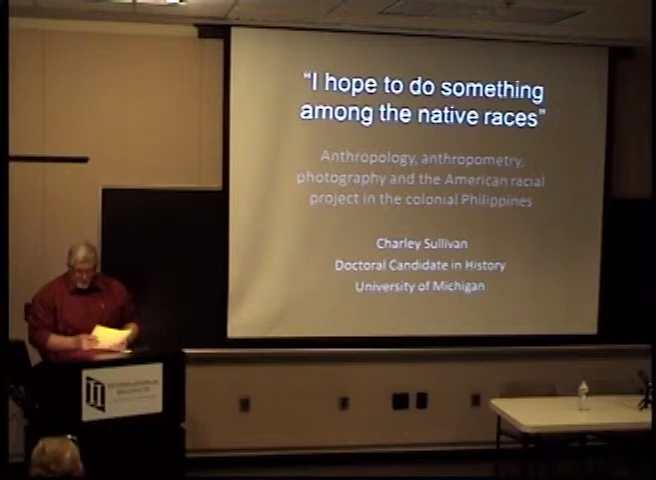 “I hope to do something
among the native races”
Anthropology, anthropometry,
photography and the American racial
project in the colonial Philippines
Charley Sullivan
Doctoral Candidate in History
University of Michigan
INTERNATIONAL
INSTITUTE